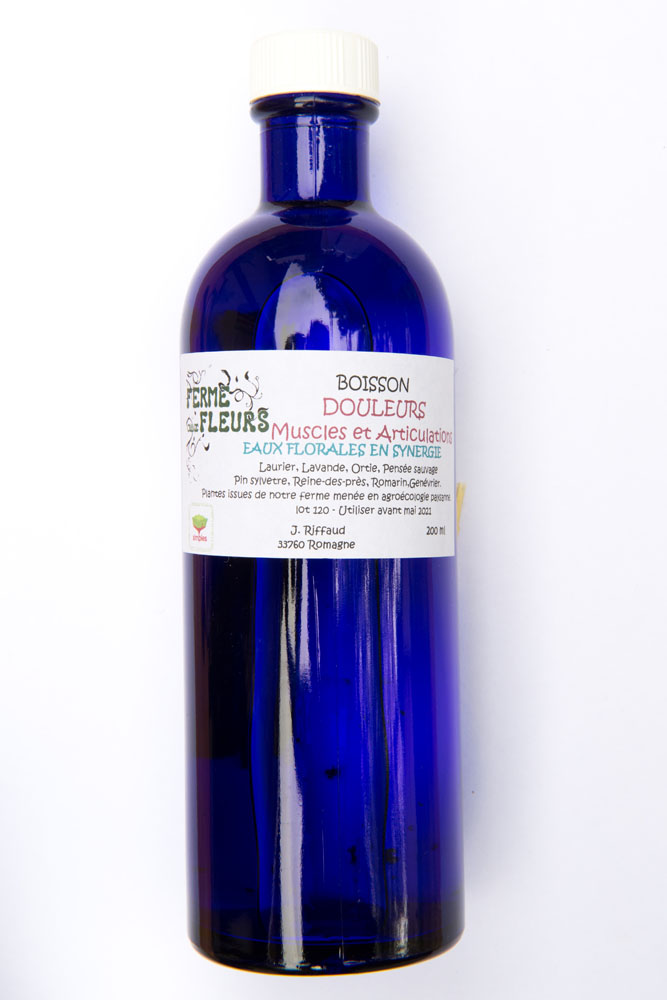 FERME
FLEURS
BOISSON
DOULEURS
Muscles et Articulations
EAUX FLORALES EN SYNERGIE
Laurier, Lavande, Ortie, Pensée sauvage
Pin sylvetre, Reine-des-près, Romarin,Genévrier.
Plantes issues de notre ferme menée en agroécologie paysanne
lot 120 - Utiliser avant mai 2021
J. Riffaud 200 ml
33760 Romagne
simples